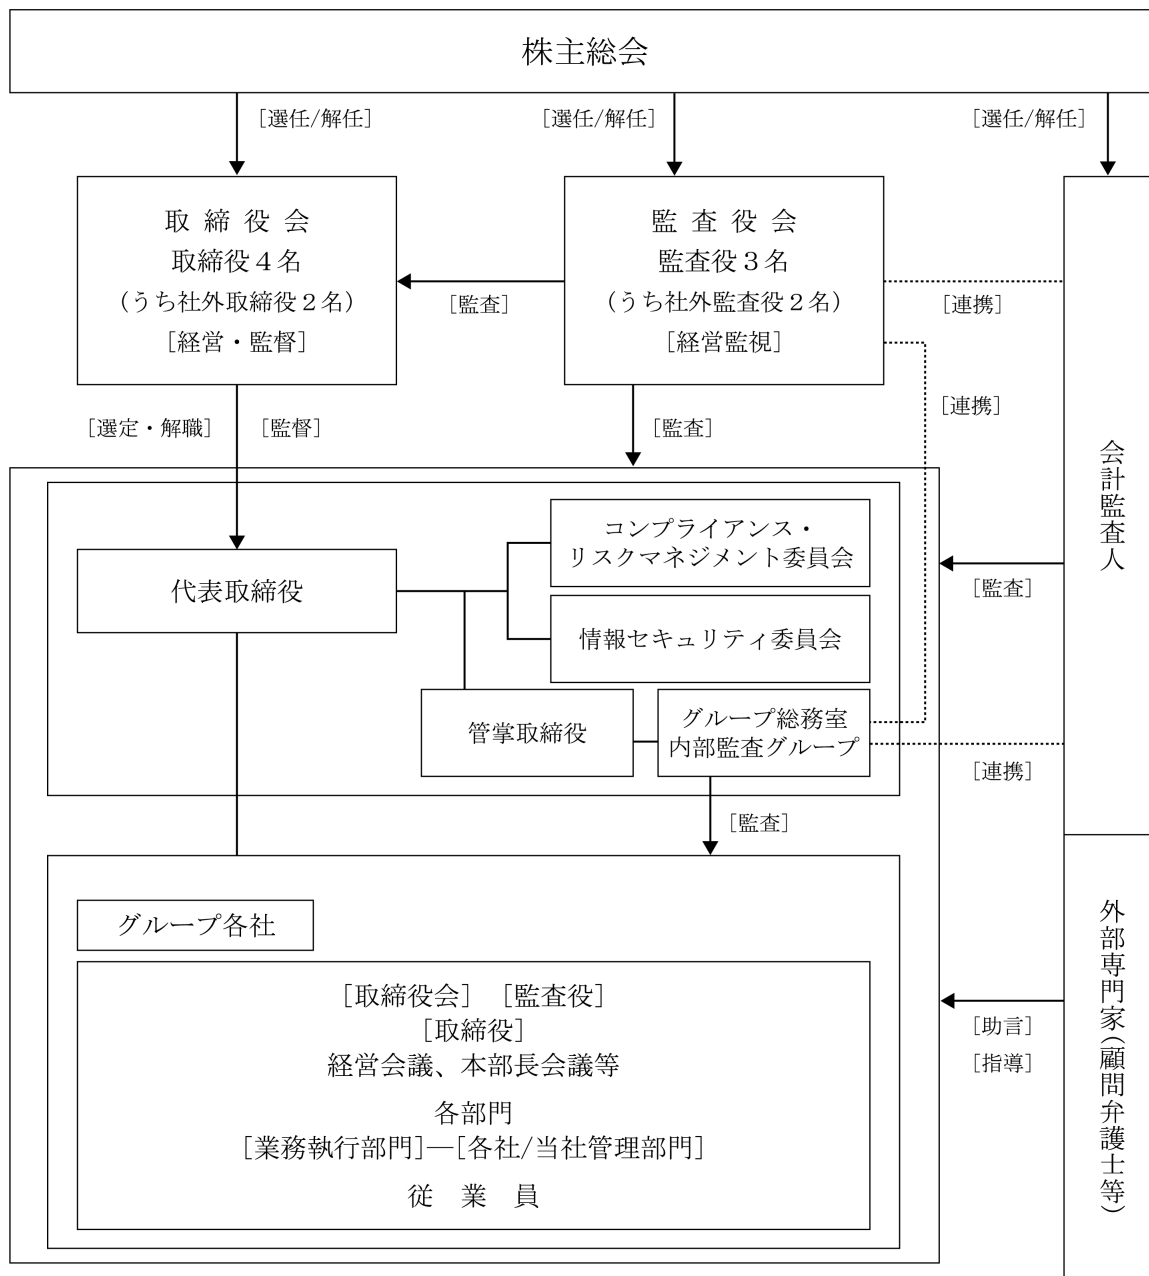 株主総会
[選任/解任]
[選任/解任]
[選任/解任]
取締役会
取締役４名
（うち社外取締役２名）
[経営・監督]
[監査]
監査役会
監査役３名
（うち社外監査役２名）
[経営監視]
[連携]
[連携]
[選定・解職]
[監督]
[監査]
会計監査人
コンプライアンス・
リスクマネジメント委員会
代表取締役
[監査]
情報セキュリティ委員会
管掌取締役
グループ総務室
内部監査グループ
[連携]
[監査]
グループ各社
[取締役会]　[監査役]
[取締役]
経営会議、本部長会議等
各部門
[業務執行部門]―[各社/当社管理部門]
従　業　員
外部専門家（顧問弁護士等）
[助言]
[指導]